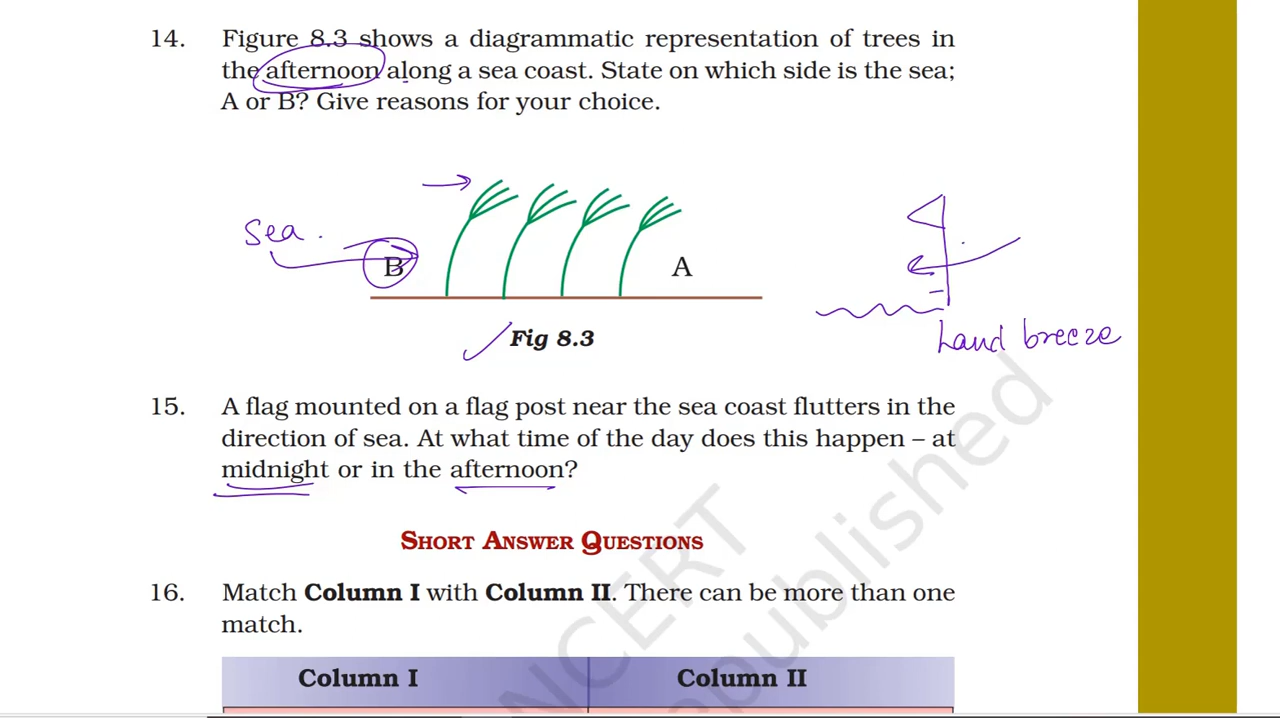 14. Figure 8.3 shows a diagrammatic representation of trees in
the afternoon along a sea coast. State on which side is the sea;
A or B? Give reasons for your choice.
Sea.
B
A
Fig 8.3
Land breeze
15. A flag mounted on a flag post near the sea coast flutters in the
direction of sea. At what time of the day does this happen – at
midnight or in the afternoon?
SHORT ANSWER QUESTIONS
16. Match Column I with Column II. There can be more than one
match.
Column I Column II
NCERT
republished